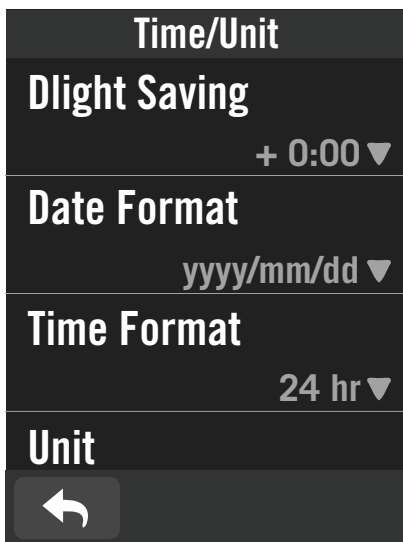 Time/Unit
Dlight Saving
+ 0:00
Date Format
yyyy/mm/dd
Time Format
24 hr
Unit